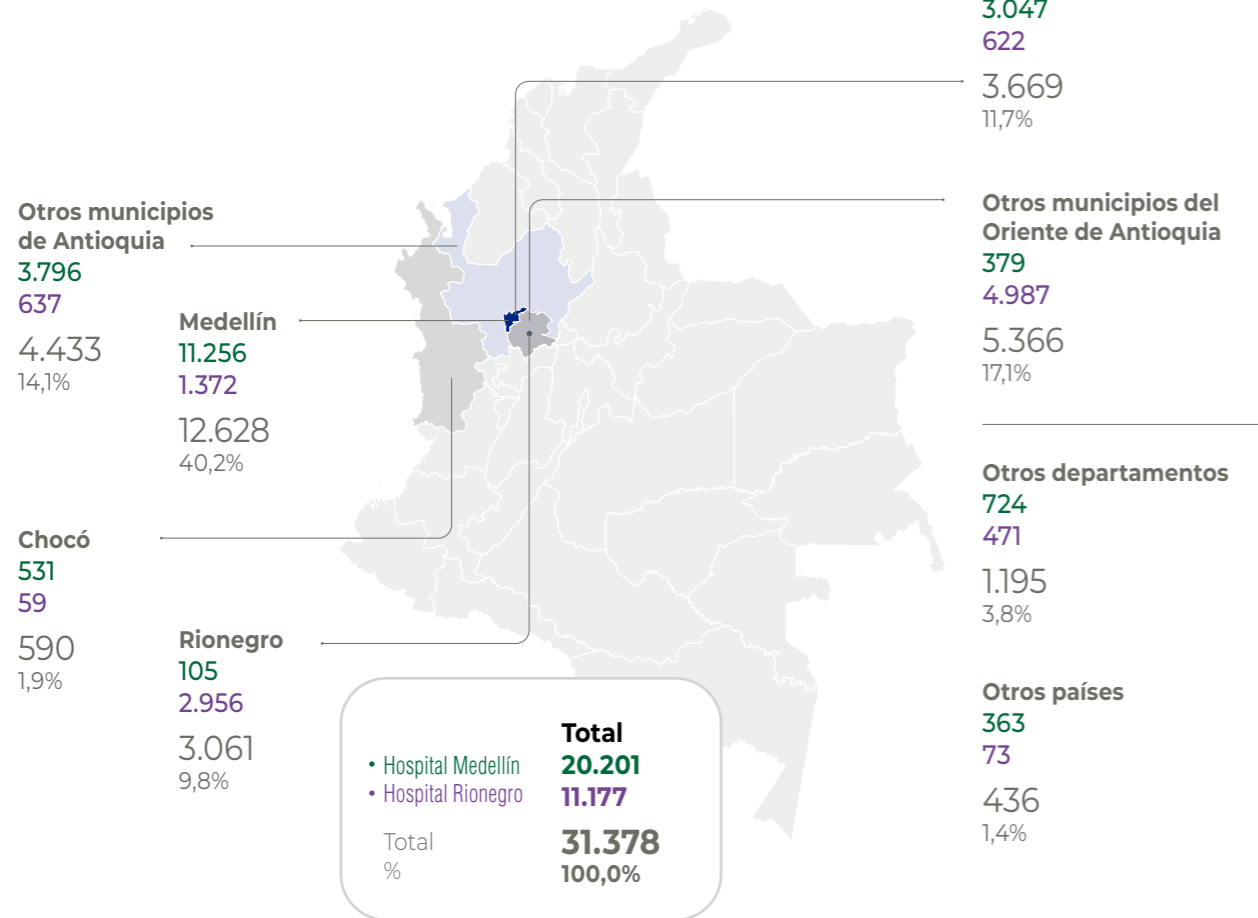 3.047
622
3.669
11,7%
Otros municipios
de Antioquia
3.796
637
4.433
14,1%
Medellín
11.256
1.372
12.628
40,2%
Otros municipios del
Oriente de Antioquia
379
4.987
5.366
17,1%
Otros departamentos
724
471
1.195
3,8%
Chocó
531
59
590
1,9%
Rionegro
105
2.956
3.061
9,8%
Otros países
363
73
436
1,4%
Total
• Hospital Medellín 20.201
• Hospital Rionegro 11.177
Total 31.378
% 100,0%